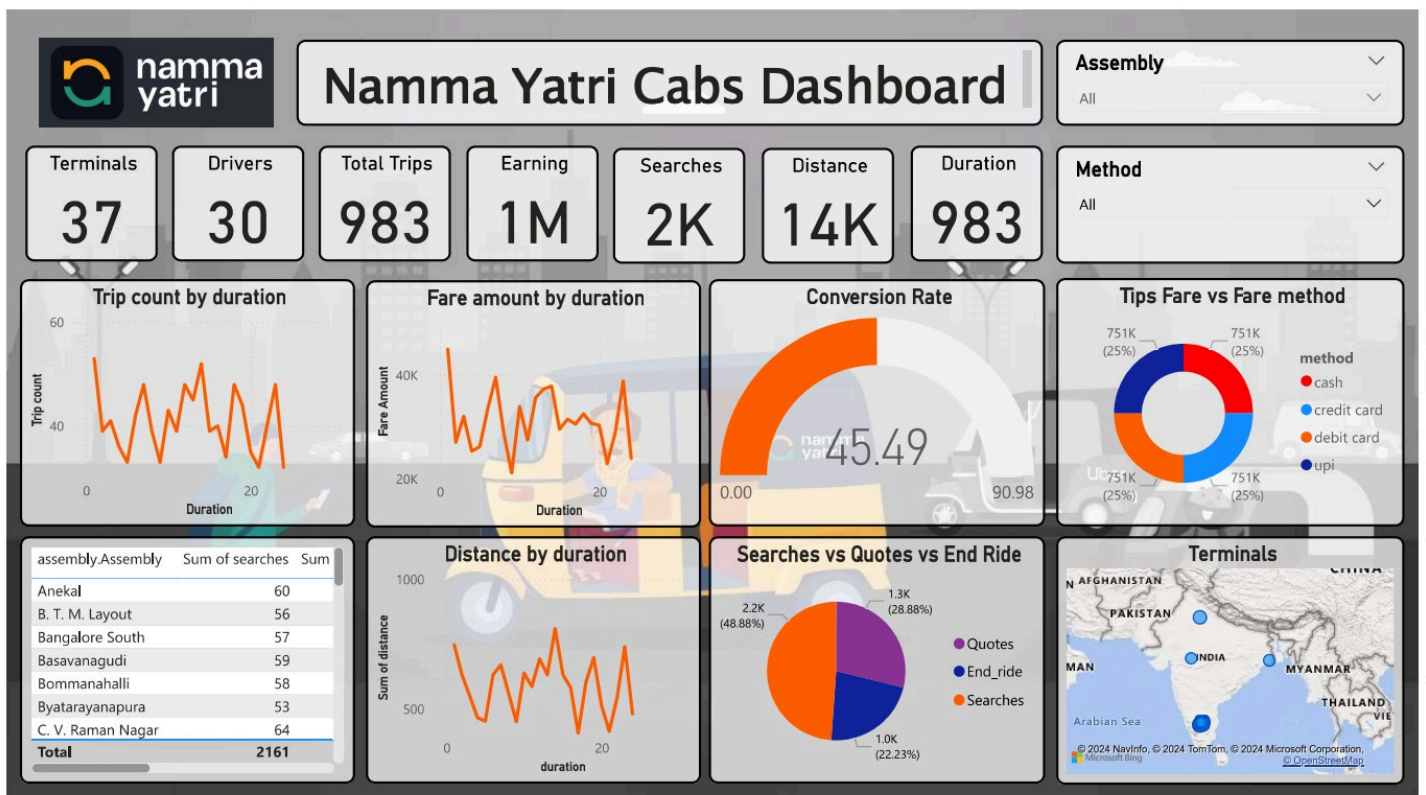 namma
yatri
Namma Yatri Cabs Dashboard
Assembly
All
Terminals
37
Drivers
30
Total Trips
983
Earning
1M
Searches
2K
Distance
14K
Duration
983
Method
All
Trip count by duration
60
40
Trip count
0
20
Duration
Fare amount by duration
40K
20K
Fare Amount
0
20
Duration
Conversion Rate
namma
yatri
45.49
0.00
90.98
Tips Fare vs Fare method
751K
(25%)
751K
(25%)
751K
(25%)
751K
(25%)
method
cash
credit card
debit card
upi
Uber
assembly.Assembly Sum of searches Sum
Anekal 60
B. T. M. Layout 56
Bangalore South 57
Basavanagudi 59
Bommanahalli 58
Byatarayanapura 53
C. V. Raman Nagar 64
Total 2161
Distance by duration
1000
500
Sum of distance
0
20
duration
Searches vs Quotes vs End Ride
2.2K
(48.88%)
1.3K
(28.88%)
1.0K
(22.23%)
Quotes
End_ride
Searches
Terminals
CHINA
N
AFGHANISTAN
PAKISTAN
MAN
INDIA
MYANMAR
THAILAND
VIE
Arabian Sea
© 2024 NavInfo, © 2024 TomTom, © 2024 Microsoft Corporation,
Microsoft Bing
© OpenStreetMap